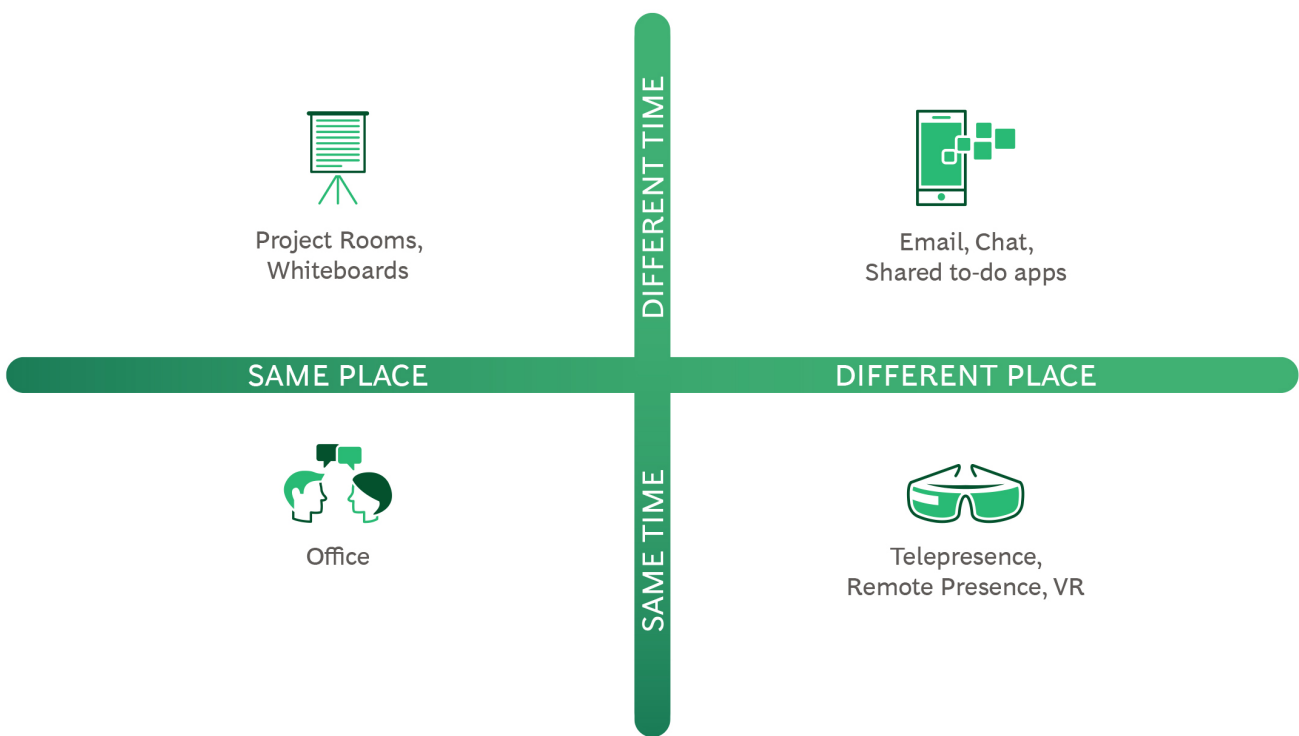 DIFFERENT TIME
Project Rooms,
Whiteboards
Email, Chat,
Shared to-do apps
SAME PLACE
DIFFERENT PLACE
SAME TIME
Office
Telepresence,
Remote Presence, VR